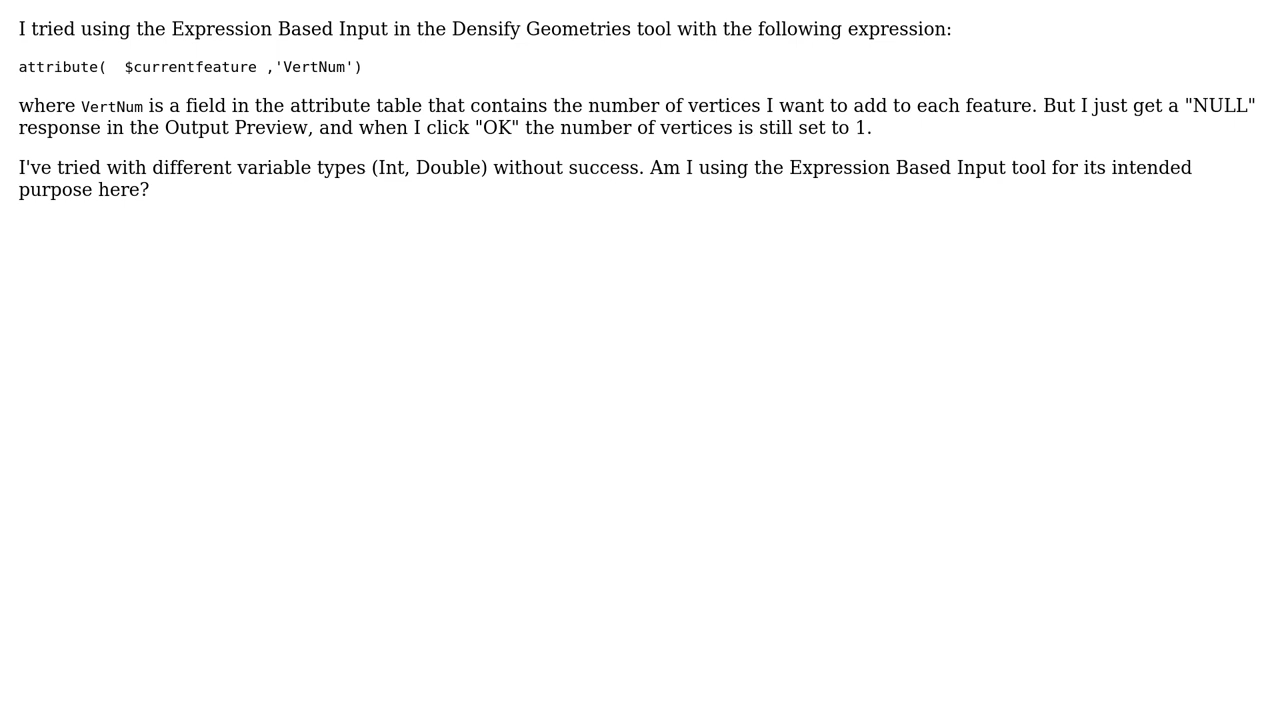 I tried using the Expression Based Input in the Densify Geometries tool with the following expression:
attribute(  $currentfeature ,'VertNum')
where VertNum is a field in the attribute table that contains the number of vertices I want to add to each feature. But I just get a "NULL"
response in the Output Preview, and when I click "OK" the number of vertices is still set to 1.
I've tried with different variable types (Int, Double) without success. Am I using the Expression Based Input tool for its intended
purpose here?